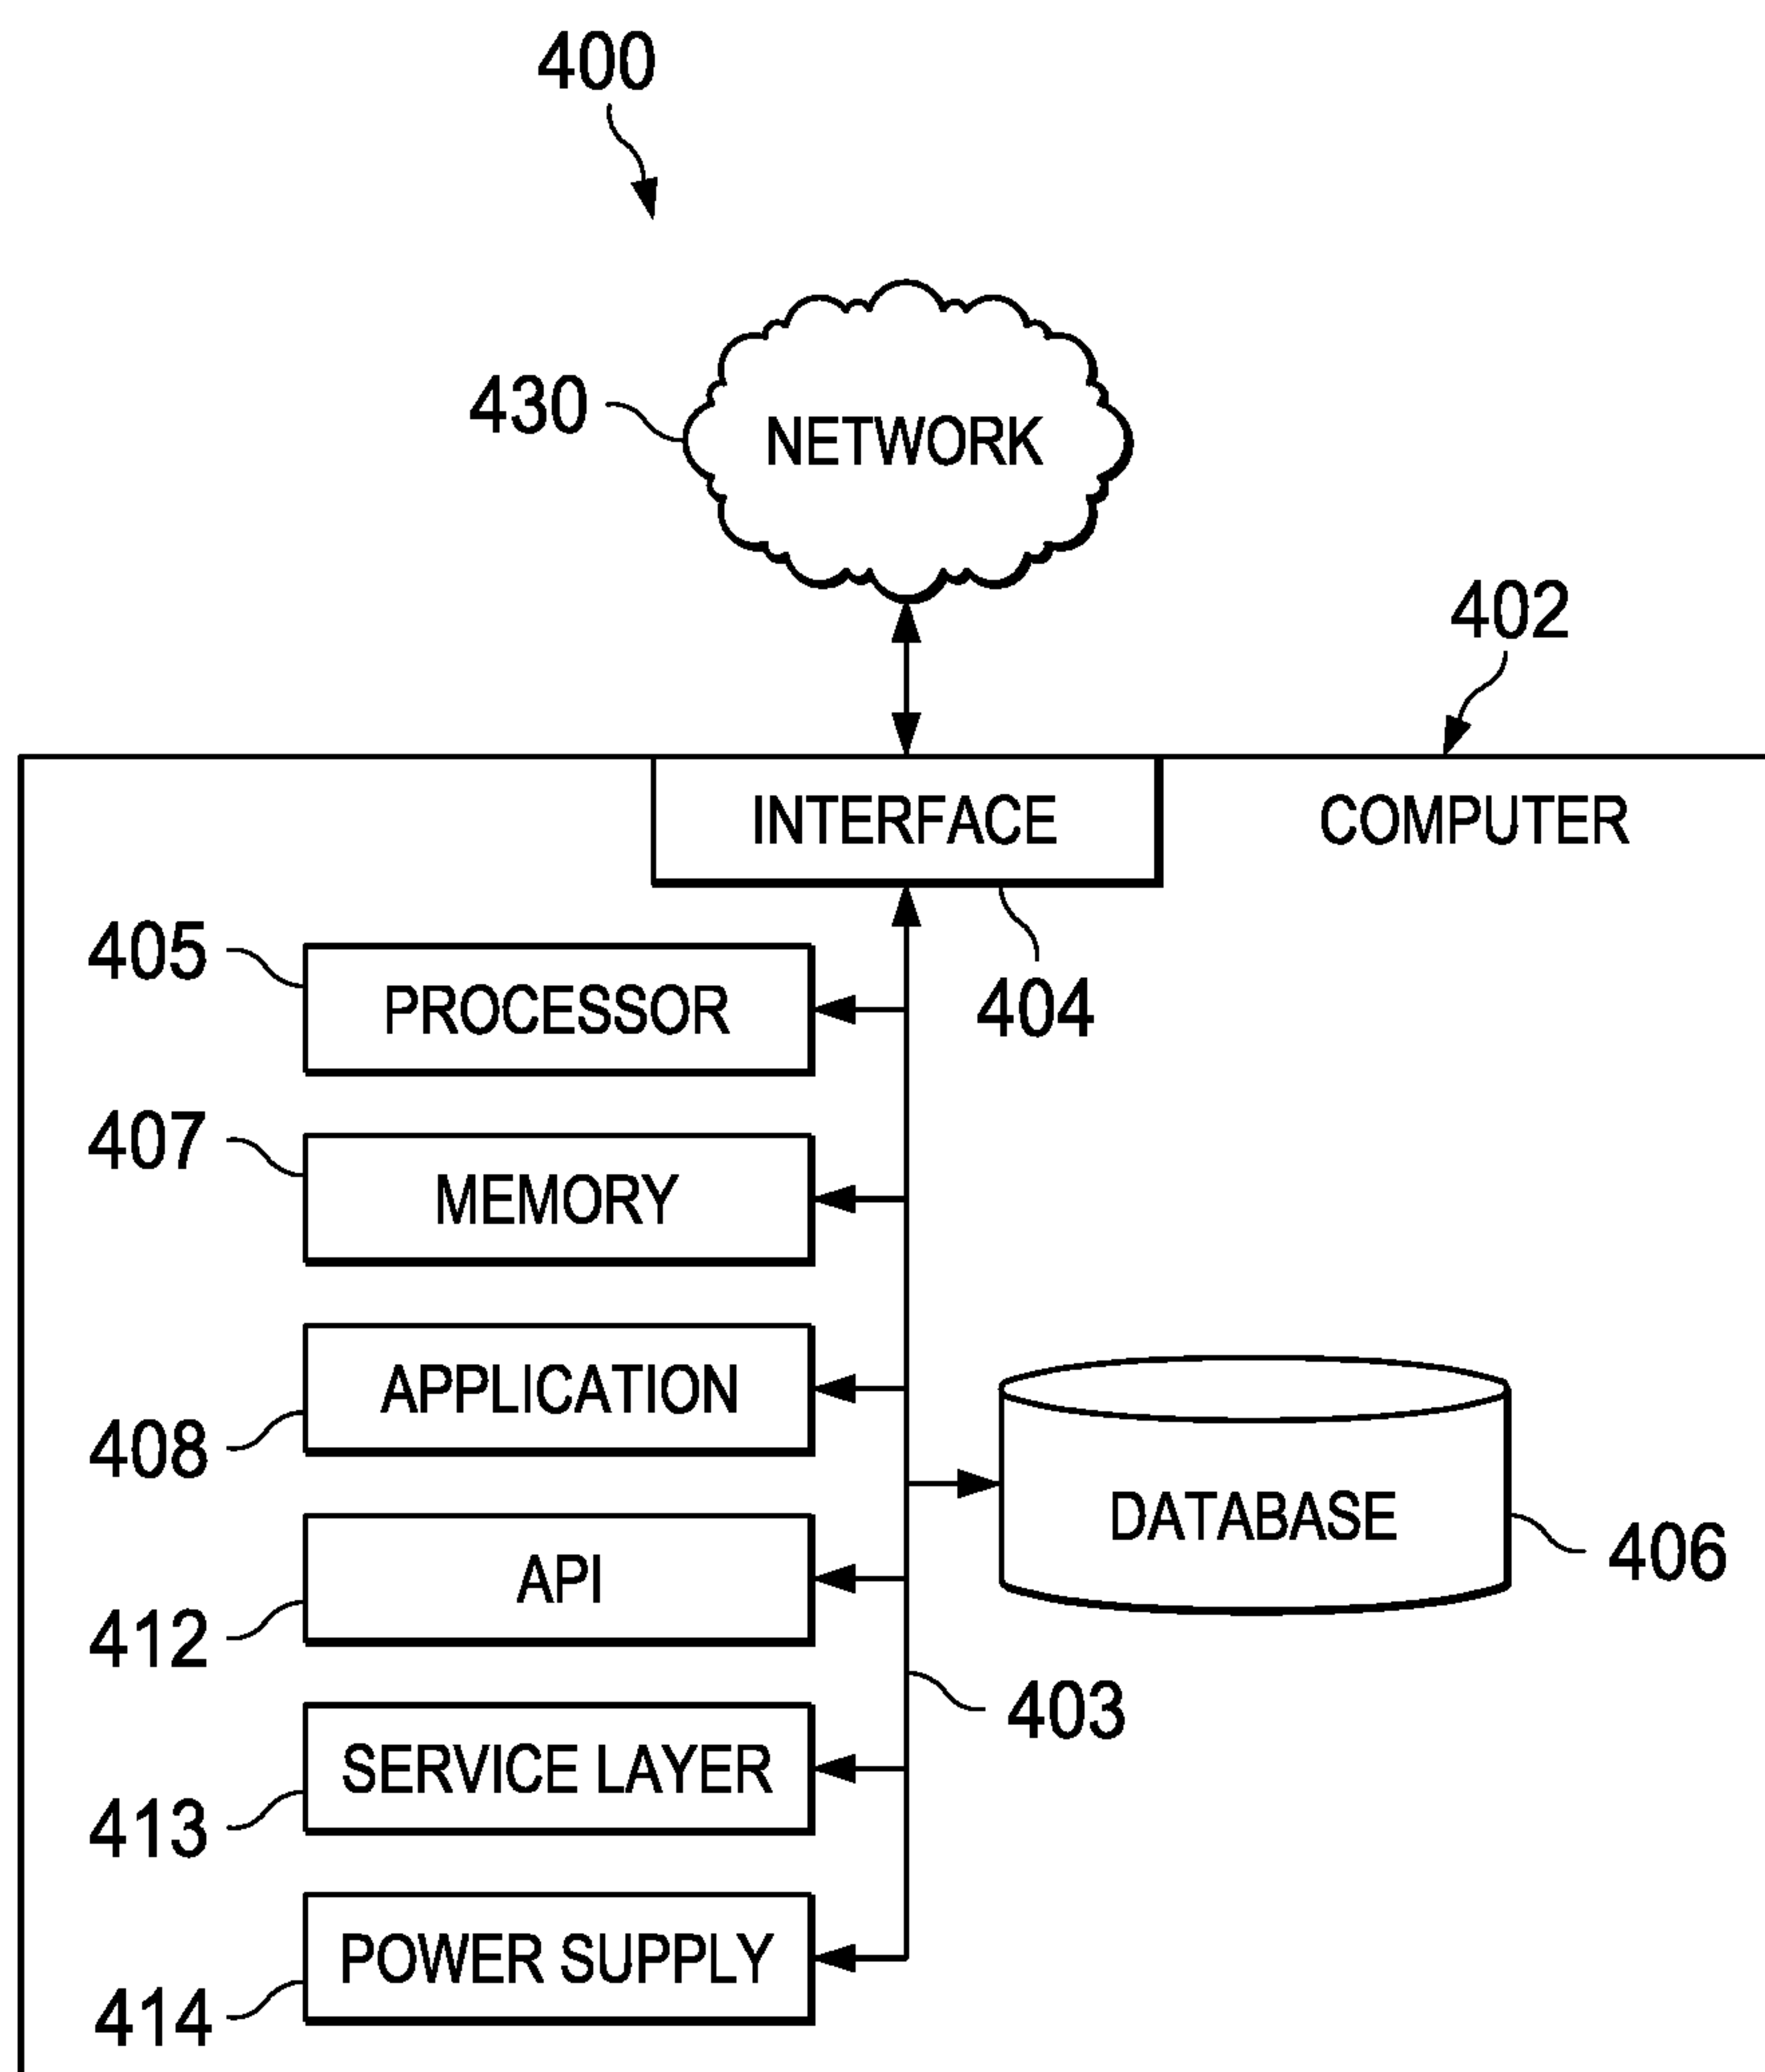 400
430
NETWORK
402
INTERFACE
COMPUTER
405
PROCESSOR
404
407
MEMORY
APPLICATION
408
DATABASE
406
API
412
403
SERVICE LAYER
413
POWER SUPPLY
414